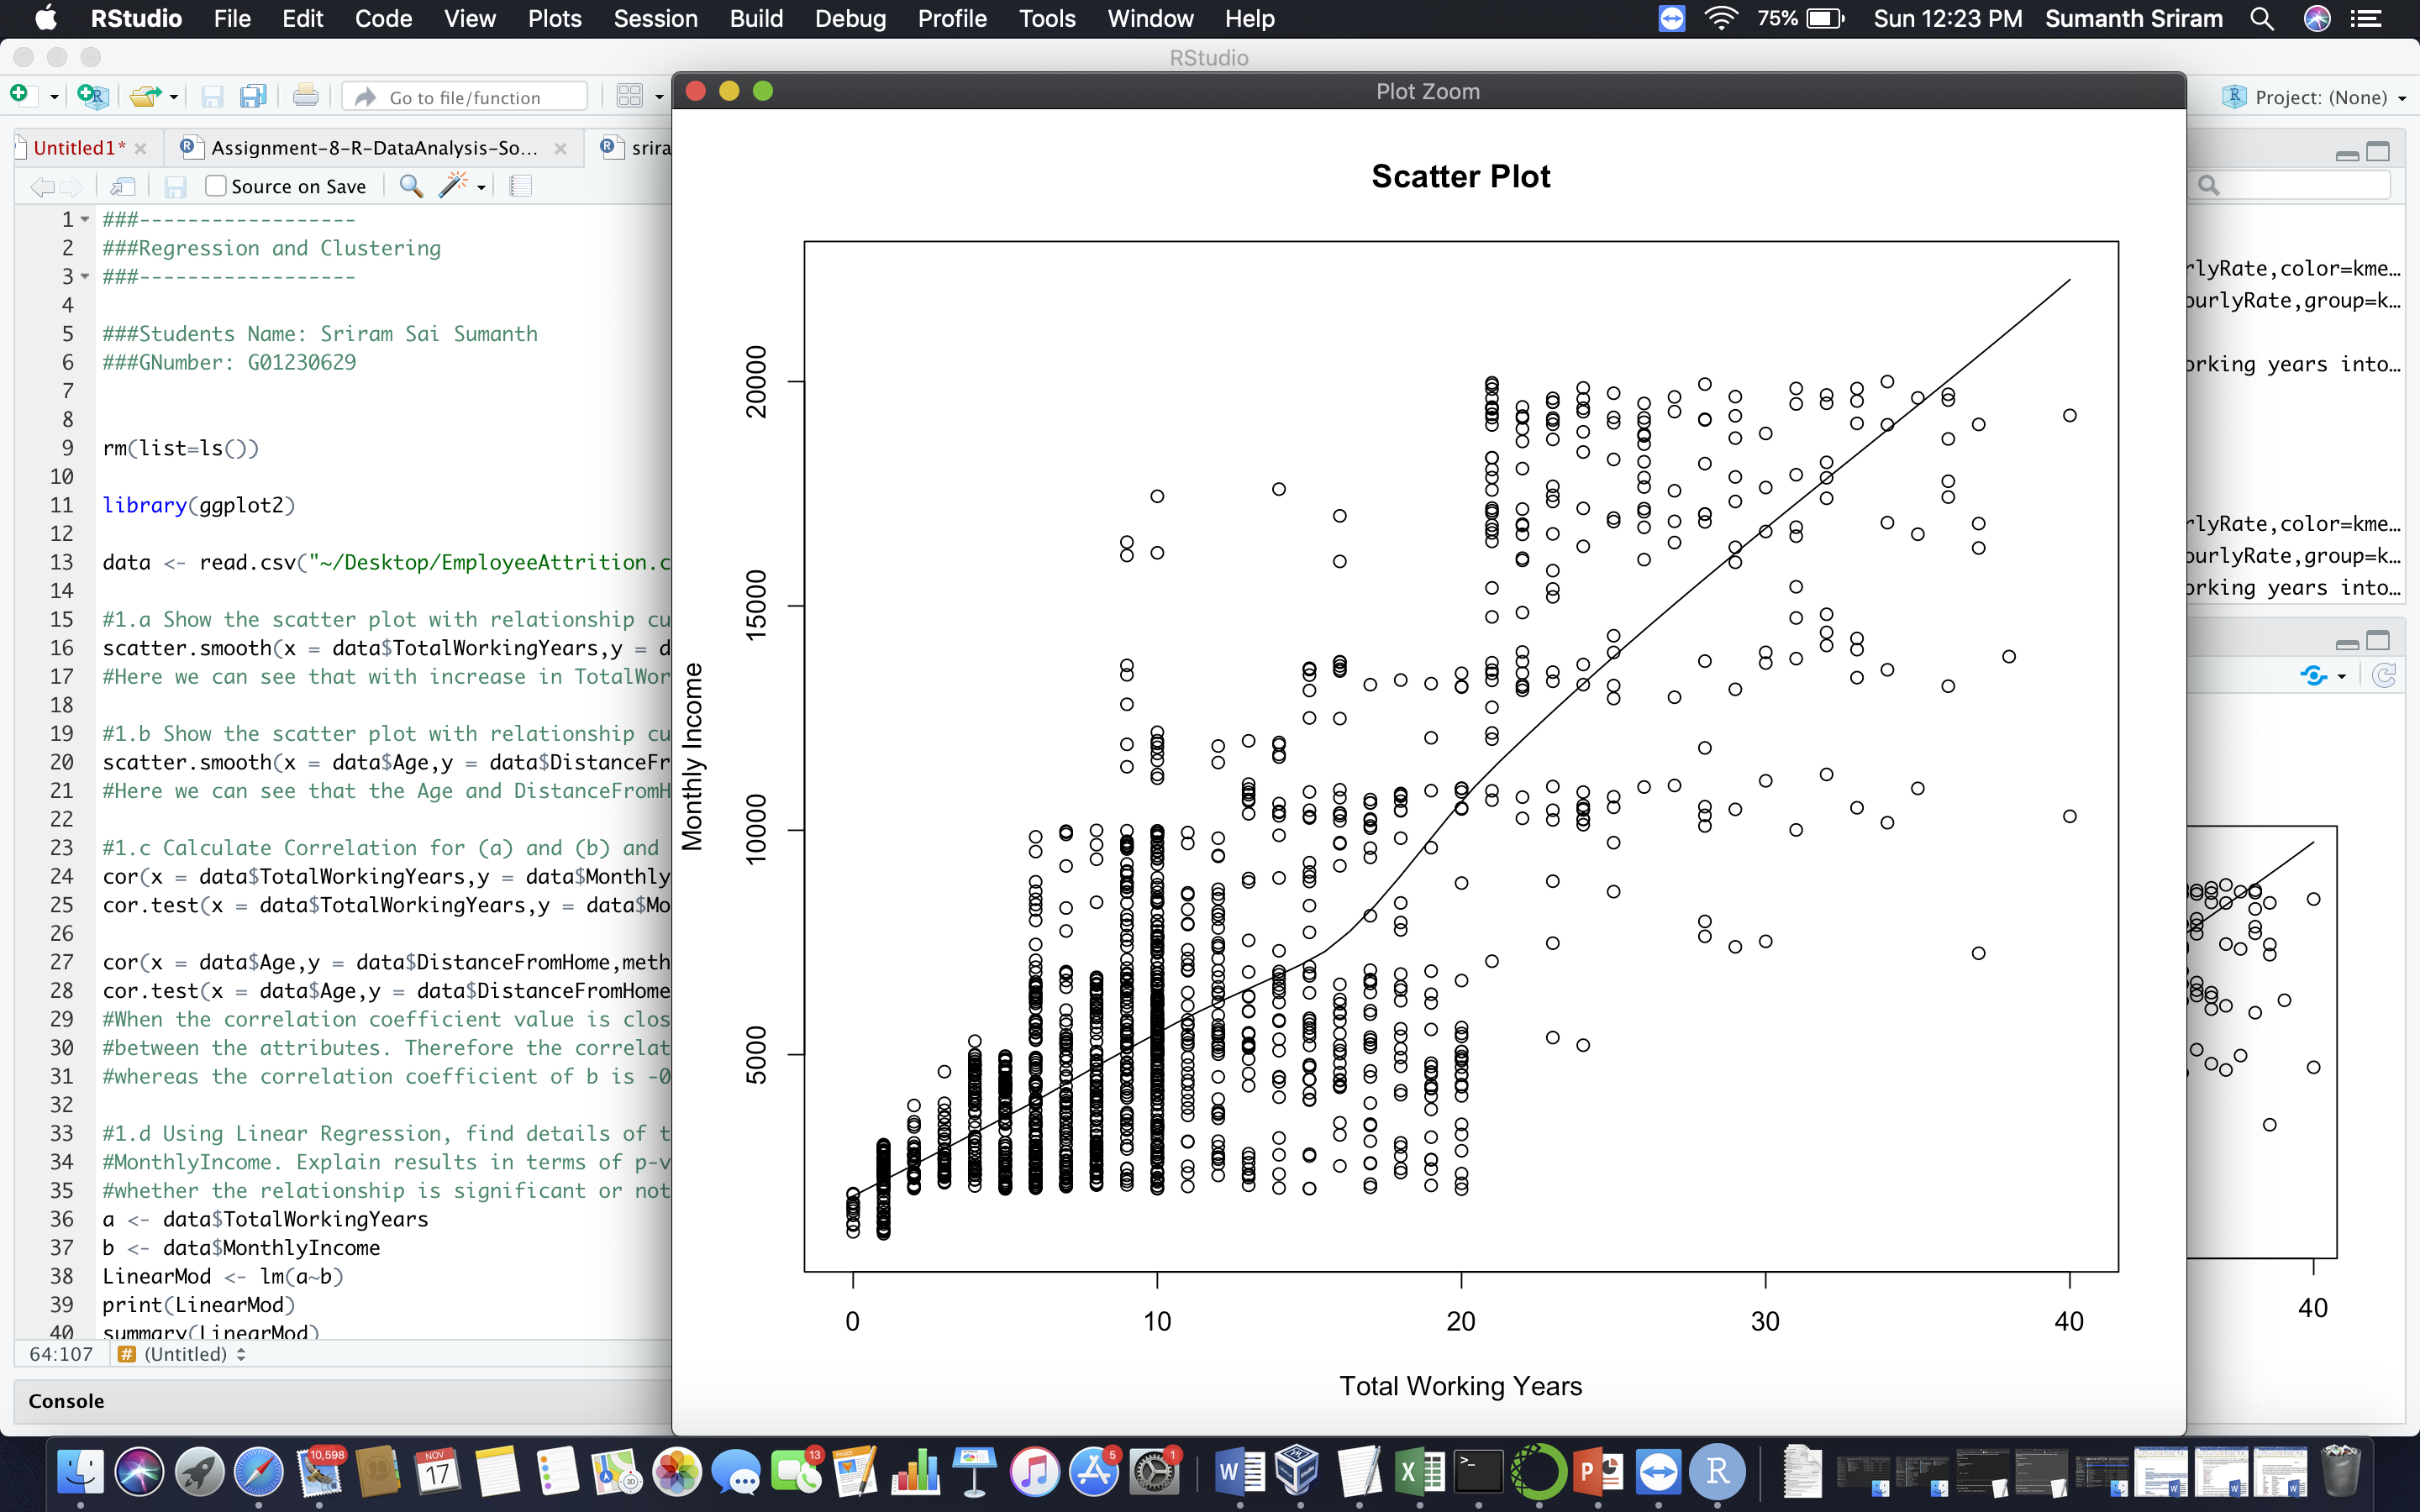 RStudio File Edit Code View Plots Session Build Debug Profile Tools Window Help 75% Sun 12:23 PM Sumanth Sriram
RStudio
Go to file/function
Project: (None)
Plot Zoom
Untitled1*
Assignment-8-R-DataAnalysis-So...
srira
Source on Save
1 ###------------------
2 ###Regression and Clustering
3 ###------------------
4
5 ###Students Name: Sriram Sai Sumanth
6 ###GNumber: G01230629
7
8
9 rm(list=ls())
10
11 library(ggplot2)
12
13 data <- read.csv("~/Desktop/EmployeeAttrition.c
14
15 #1.a Show the scatter plot with relationship cu
16 scatter.smooth(x = data$TotalWorkingYears,y = d
17 #Here we can see that with increase in TotalWor
18
19 #1.b Show the scatter plot with relationship cu
20 scatter.smooth(x = data$Age,y = data$DistanceFr
21 #Here we can see that the Age and DistanceFromH
22
23 #1.c Calculate Correlation for (a) and (b) and
24 cor(x = data$TotalWorkingYears,y = data$Monthly
25 cor.test(x = data$TotalWorkingYears,y = data$Mo
26
27 cor(x = data$Age,y = data$DistanceFromHome,meth
28 cor.test(x = data$Age,y = data$DistanceFromHome
29 #When the correlation coefficient value is clos
30 #between the attributes. Therefore the correlat
31 #whereas the correlation coefficient of b is -0
32
33 #1.d Using Linear Regression, find details of t
34 #MonthlyIncome. Explain results in terms of p-v
35 #whether the relationship is significant or not
36 a <- data$TotalWorkingYears
37 b <- data$MonthlyIncome
38 LinearMod <- lm(a~b)
39 print(LinearMod)
40 summary(LinearMod)
64:107 # (Untitled)
Console
Scatter Plot
Monthly Income
20000
15000
10000
5000
0 10 20 30 40
Total Working Years
rlyRate,color=kme...
ourlyRate,group=k...
orking years into...
rlyRate,color=kme...
ourlyRate,group=k...
orking years into...
40
10,598
NOV
17
PAGES
3D
13
5
1
W
X
>_
P
R
W
W
W